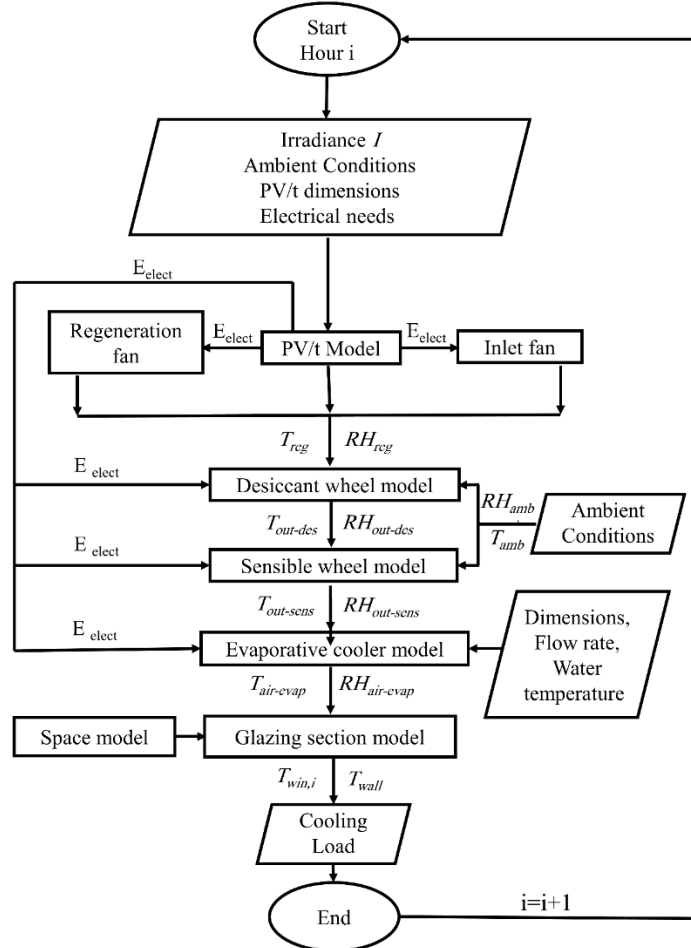 Start
Hour i
Irradiance I
Ambient Conditions
PV/t dimensions
Electrical needs
E_elect
Regeneration
fan
E_elect
PV/t Model
E_elect
Inlet fan
T_reg RH_reg
E_elect
Desiccant wheel model
RH_amb
T_amb
Ambient
Conditions
T_out-des RH_out-des
E_elect
Sensible wheel model
T_out-sens RH_out-sens
E_elect
Evaporative cooler model
Dimensions,
Flow rate,
Water
temperature
T_air-evap RH_air-evap
Space model
Glazing section model
T_win,i T_wall
Cooling
Load
End
i=i+1